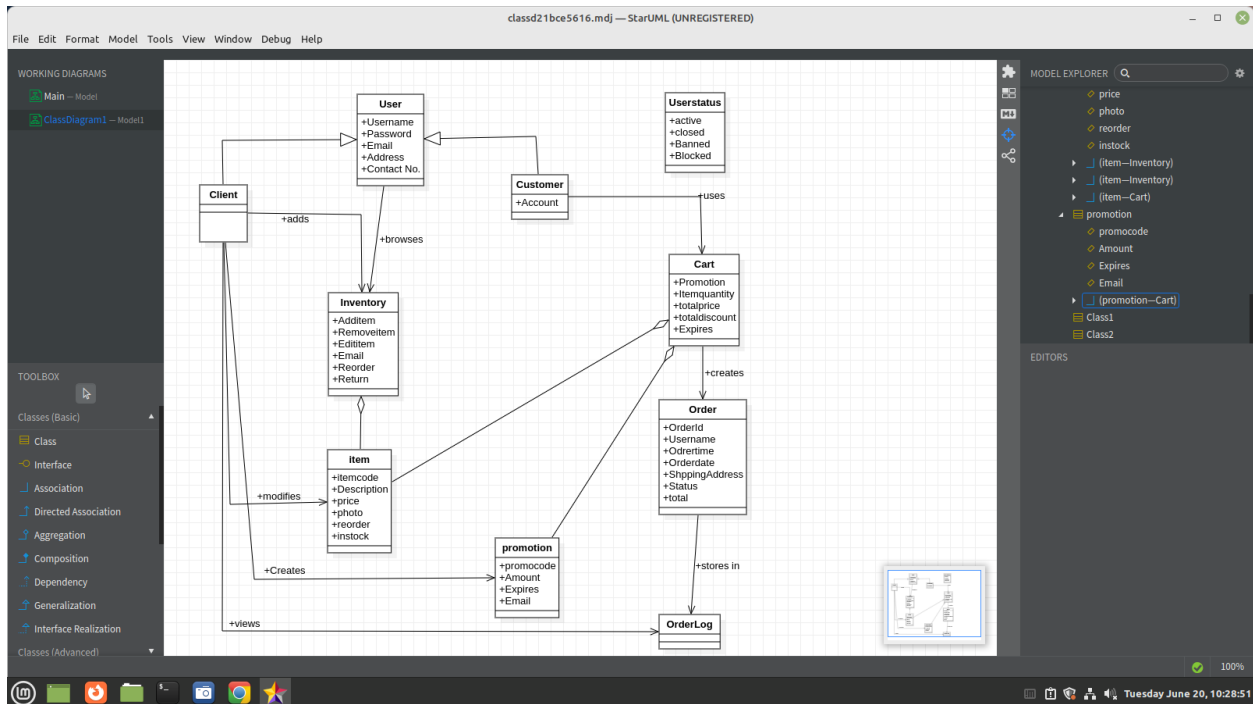 classd21bce5616.mdj — StarUML (UNREGISTERED)
File Edit Format Model Tools View Window Debug Help
WORKING DIAGRAMS
Main — Model
ClassDiagram1 — Model1
TOOLBOX
Classes (Basic)
Class
Interface
Association
Directed Association
Aggregation
Composition
Dependency
Generalization
Interface Realization
Classes (Advanced)
User
+Username
+Password
+Email
+Address
+Contact No.
Userstatus
+active
+closed
+Banned
+Blocked
Client
Customer
+Account
+uses
+adds
+browses
Cart
+Promotion
+Itemquantity
+totalprice
+totaldiscount
+Expires
Inventory
+Additem
+Removeitem
+Edititem
+Email
+Reorder
+Return
+creates
Order
+OrderId
+Username
+Odrertime
+Orderdate
+ShppingAddress
+Status
+total
item
+itemcode
+Description
+price
+photo
+reorder
+instock
+modifies
promotion
+promocode
+Amount
+Expires
+Email
+Creates
+stores in
+views
OrderLog
MODEL EXPLORER
price
photo
reorder
instock
(item—Inventory)
(item—Inventory)
(item—Cart)
promotion
promocode
Amount
Expires
Email
(promotion—Cart)
Class1
Class2
EDITORS
100%
Tuesday June 20, 10:28:51